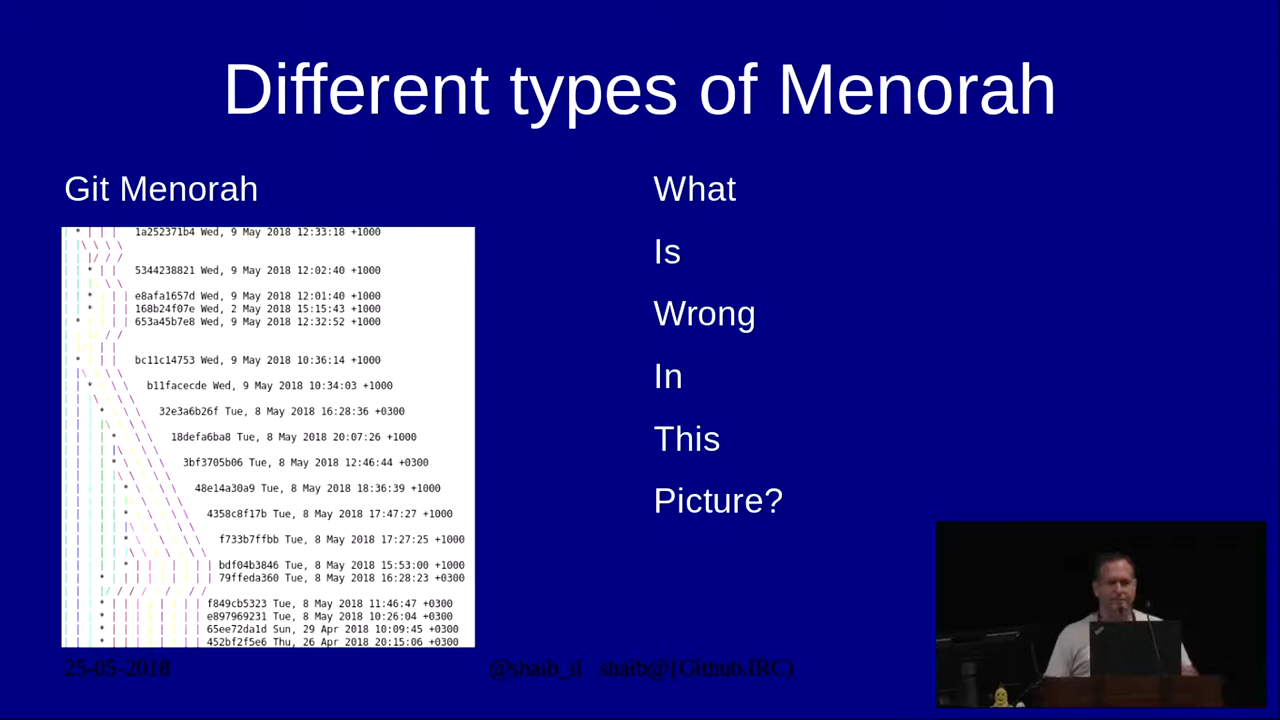 Different types of Menorah
Git Menorah
1a252371b4 Wed, 9 May 2018 12:33:18 +1000
5344238821 Wed, 9 May 2018 12:02:40 +1000
e8afa1657d Wed, 9 May 2018 12:01:40 +1000
168b24f07e Wed, 2 May 2018 15:15:43 +1000
653a45b7e8 Wed, 9 May 2018 12:32:52 +1000
bc11c14753 Wed, 9 May 2018 10:36:14 +1000
b11facecde Wed, 9 May 2018 10:34:03 +1000
32e3a6b26f Tue, 8 May 2018 16:28:36 +0300
18defa6ba8 Tue, 8 May 2018 20:07:26 +1000
3bf3705b06 Tue, 8 May 2018 12:46:44 +0300
48e14a30a9 Tue, 8 May 2018 18:36:39 +1000
4358c8f17b Tue, 8 May 2018 17:47:27 +1000
f733b7ffbb Tue, 8 May 2018 17:27:25 +1000
bdf04b3846 Tue, 8 May 2018 15:53:00 +1000
79ffeda360 Tue, 8 May 2018 16:28:23 +0300
f849cb5323 Tue, 8 May 2018 11:46:47 +0300
e897969231 Tue, 8 May 2018 10:26:04 +0300
65ee72da1d Sun, 29 Apr 2018 10:09:45 +0300
452bf2f5e6 Thu, 26 Apr 2018 20:15:06 +0300
What
Is
Wrong
In
This
Picture?
25-05-2018
@shaib_il shaib@{Github,IRC}